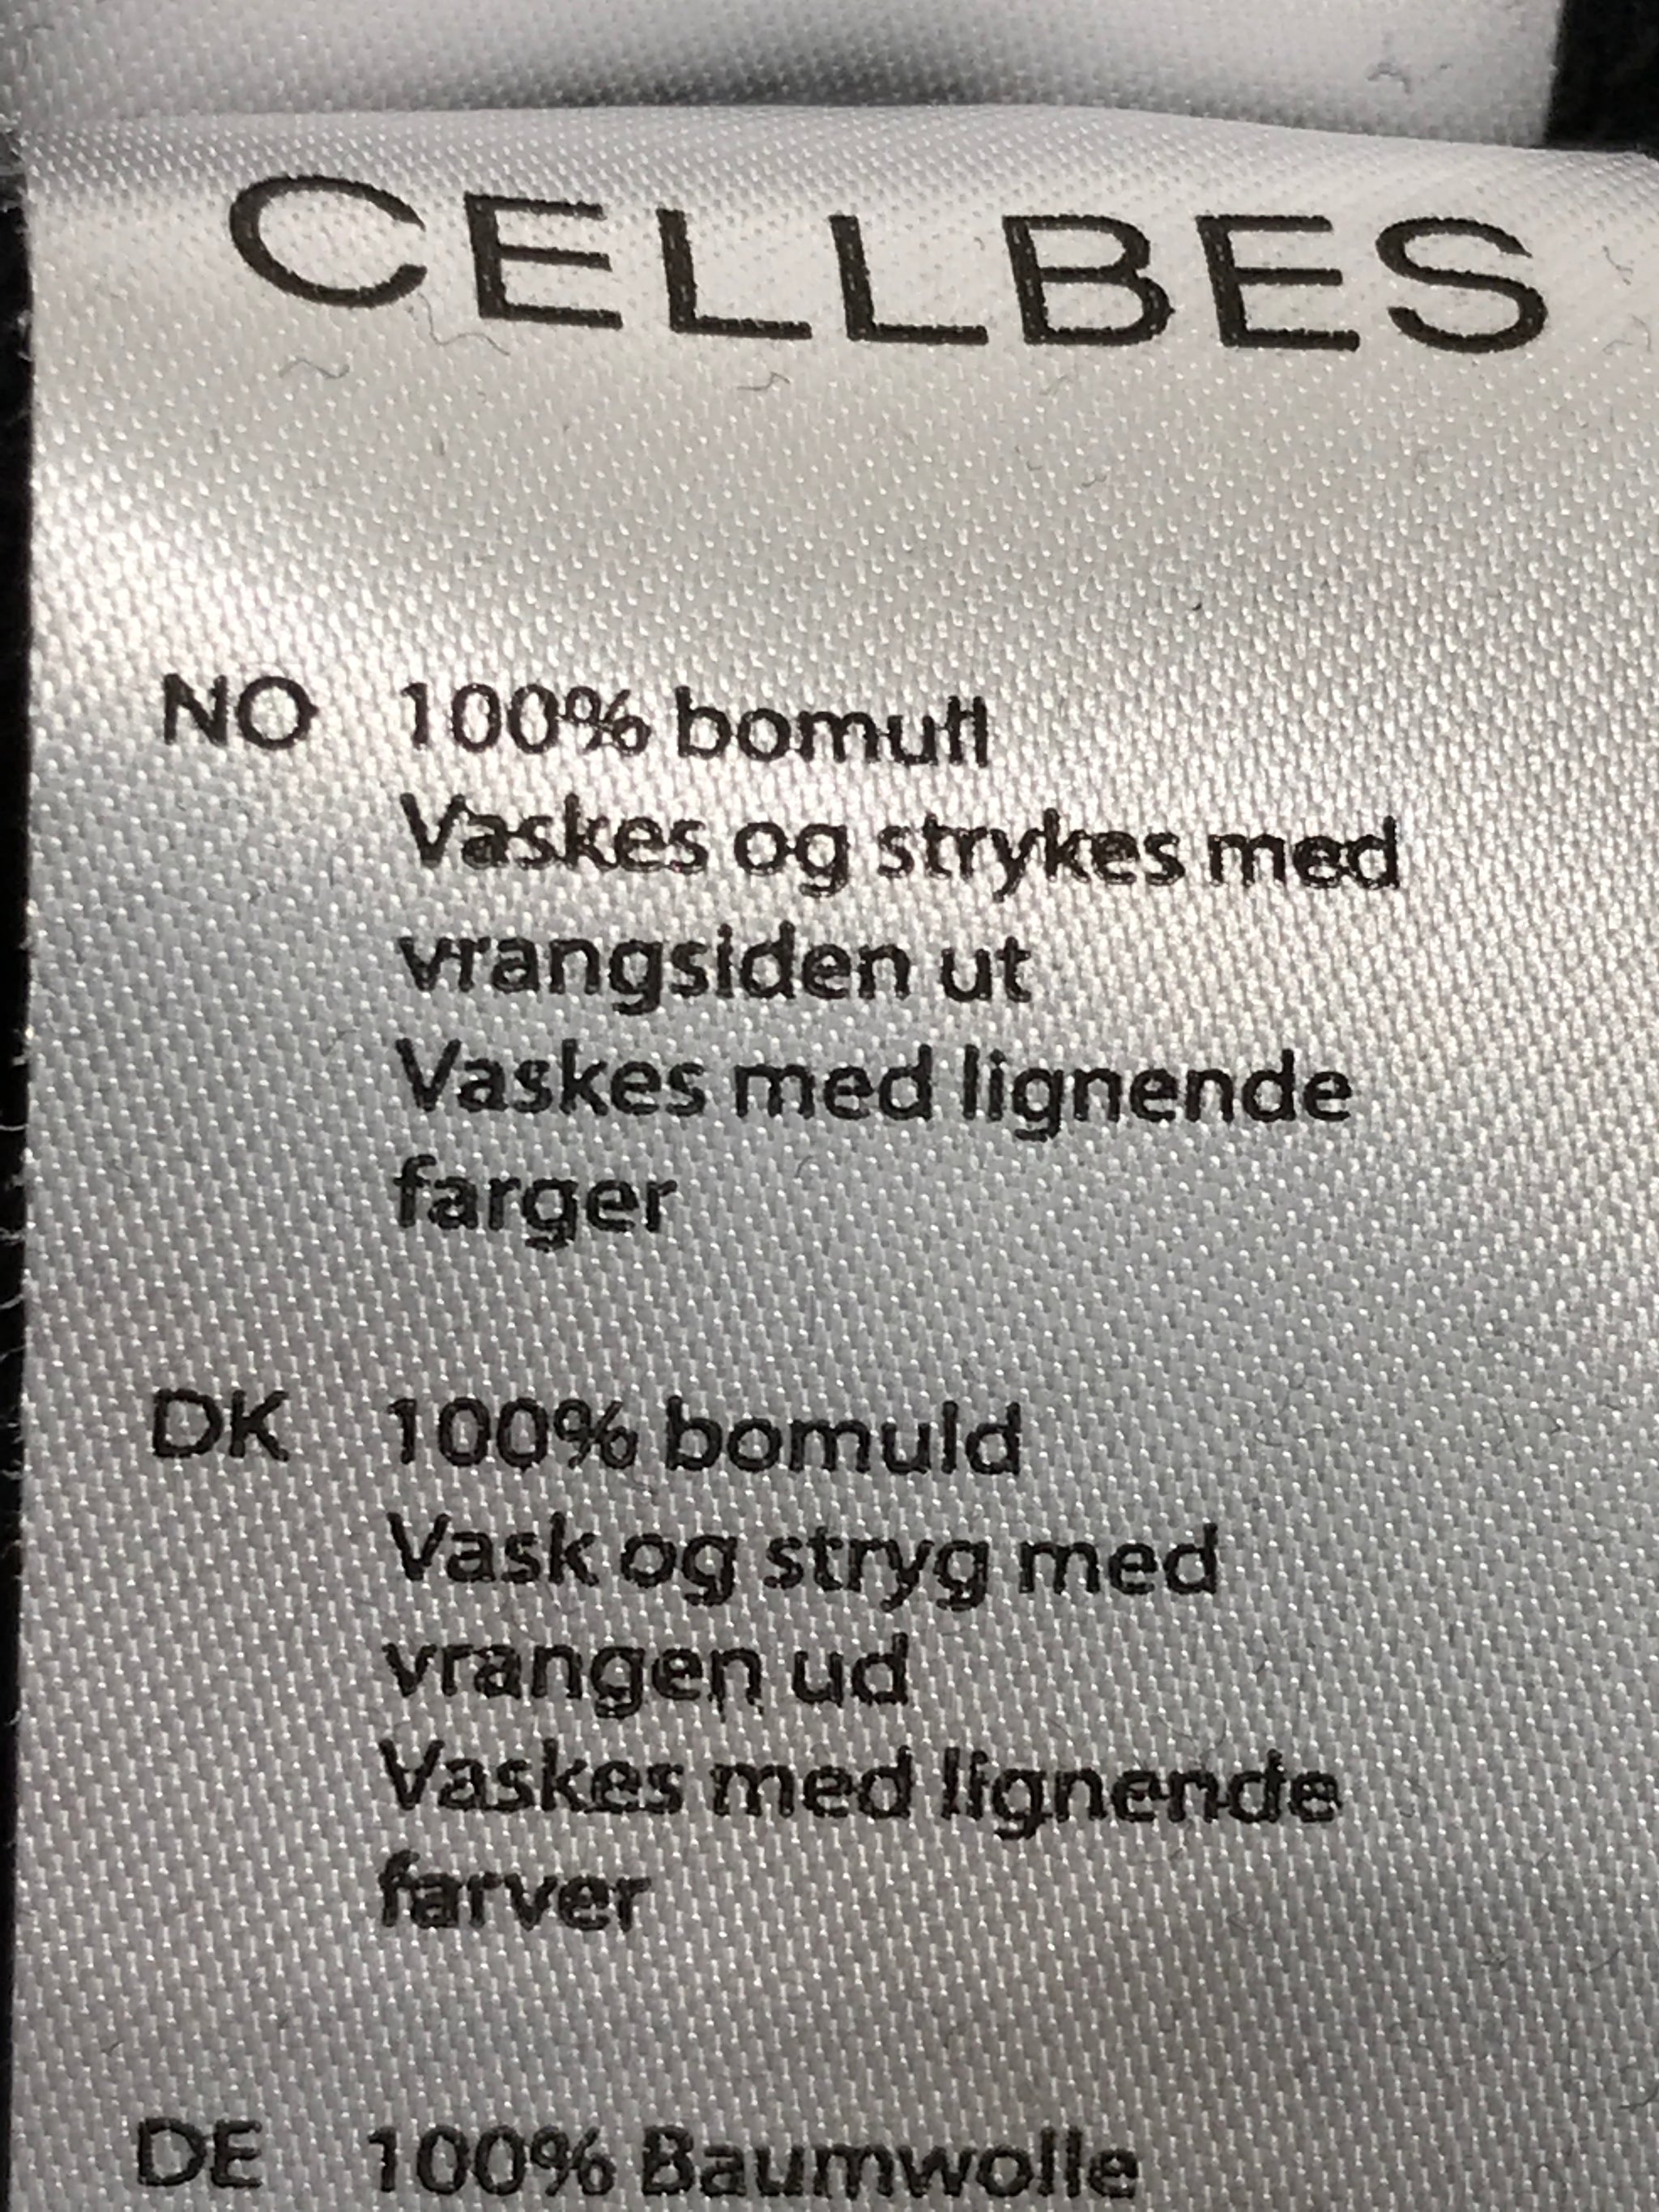 CELLBES
NO 100% bomull
Vaskes og strykes med
vrangsiden ut
Vaskes med lignende
farger
DK 100% bomuld
Vask og stryg med
vrangen ud
Vaskes med lignende
farver
DE 100% Baumwolle